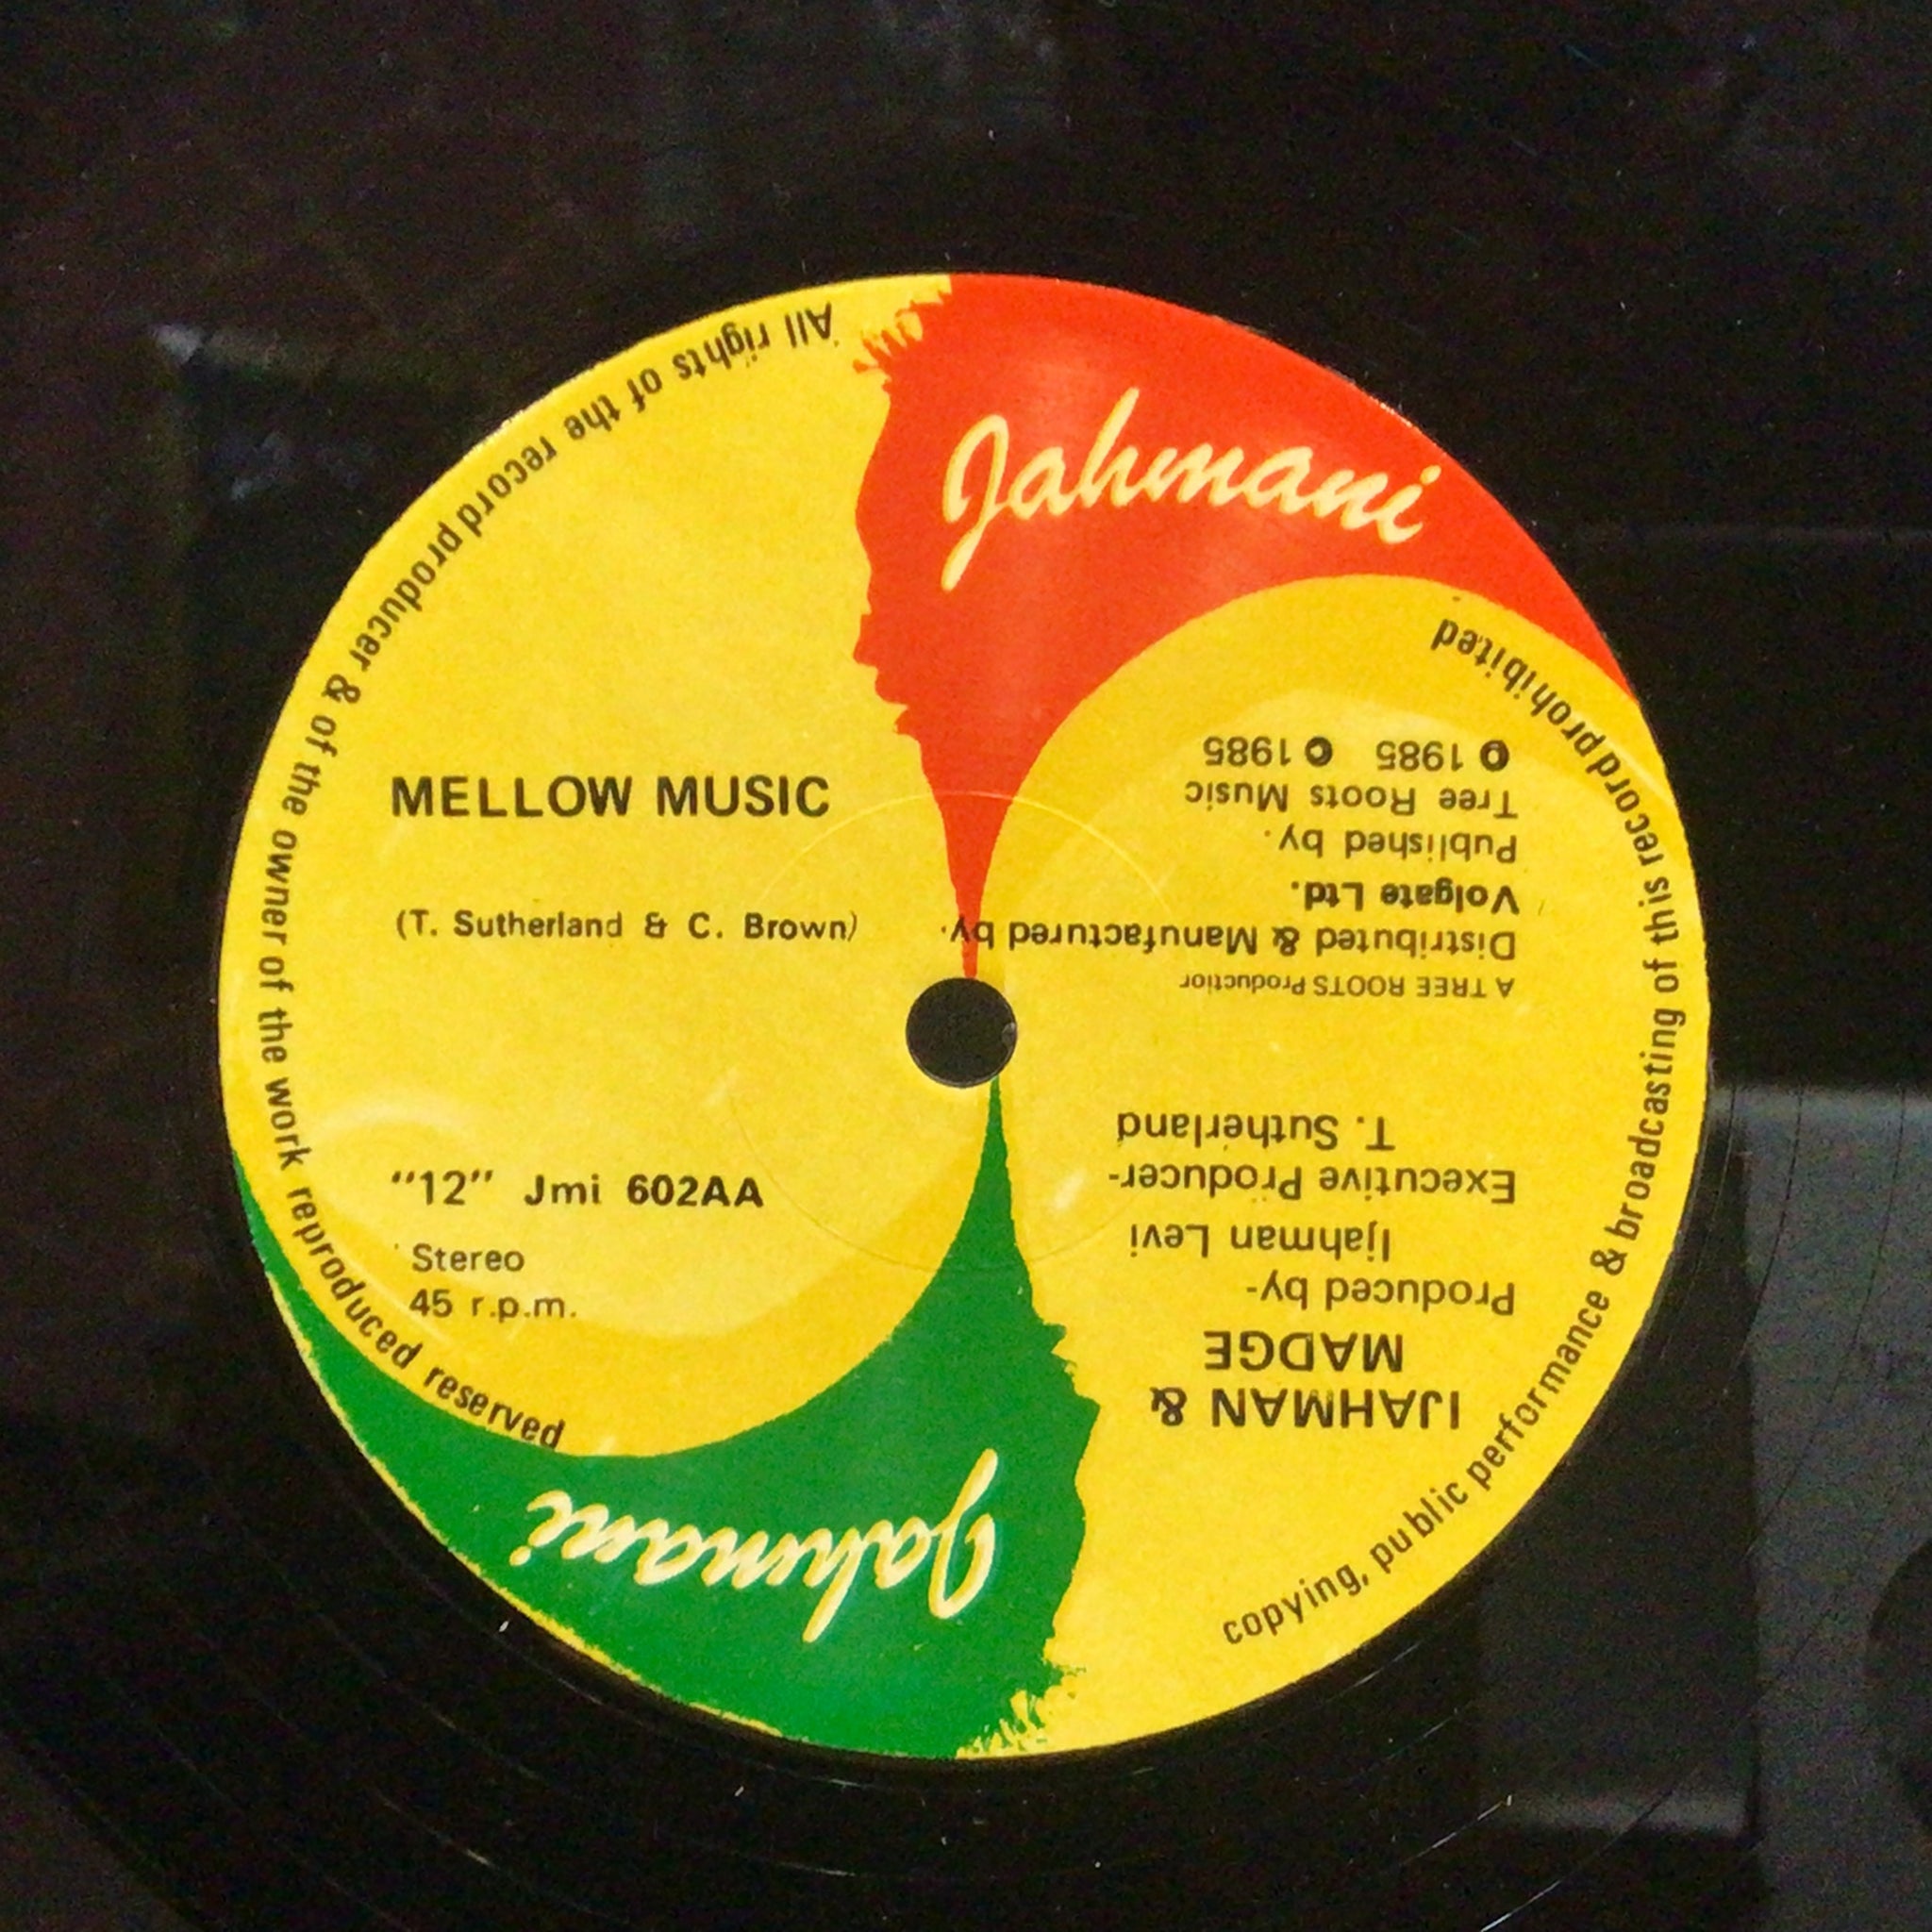 Jahmani
MELLOW MUSIC
(T. Sutherland & C. Brown)
"12" Jmi 602AA
Stereo
45 r.p.m.
All rights of the record producer & of the owner of the work reproduced reserved
Jahmani
IJAHMAN &
MADGE
Produced by-
Ijahman Levi
Executive Producer-
T. Sutherland
A TREE ROOTS Production
Distributed & Manufactured by.
Volgate Ltd.
Published by.
Tree Roots Music
℗ 1985 © 1985
copying, public performance & broadcasting of this record prohibited